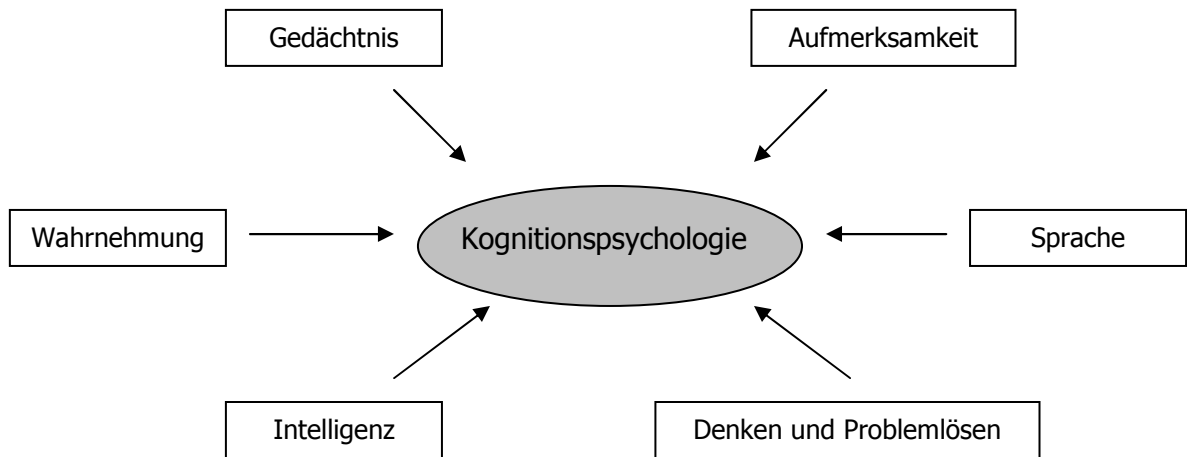 Gedächtnis
Aufmerksamkeit
Wahrnehmung
Kognitionspsychologie
Sprache
Intelligenz
Denken und Problemlösen